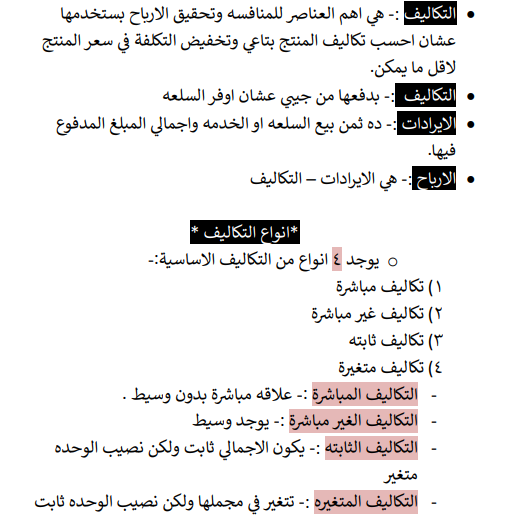 • التكاليف :- هي اهم العناصر للمنافسه وتحقيق الارباح بستخدمها
عشان احسب تكاليف المنتج بتاعي وتخفيض التكلفة في سعر المنتج
لاقل ما يمكن.
• التكاليف :- بدفعها من جيبي عشان اوفر السلعه
• الايرادات :- ده ثمن بيع السلعه او الخدمه واجمالي المبلغ المدفوع
فيها.
• الارباح :- هي الايرادات – التكاليف
*انواع التكاليف *
○ يوجد ٤ انواع من التكاليف الاساسية:-
١) تكاليف مباشرة
٢) تكاليف غير مباشرة
٣) تكاليف ثابته
٤) تكاليف متغيرة
- التكاليف المباشرة :- علاقه مباشرة بدون وسيط .
- التكاليف الغير مباشرة :- يوجد وسيط
- التكاليف الثابته :- يكون الاجمالي ثابت ولكن نصيب الوحده
متغير
- التكاليف المتغيره :- تتغير في مجملها ولكن نصيب الوحده ثابت